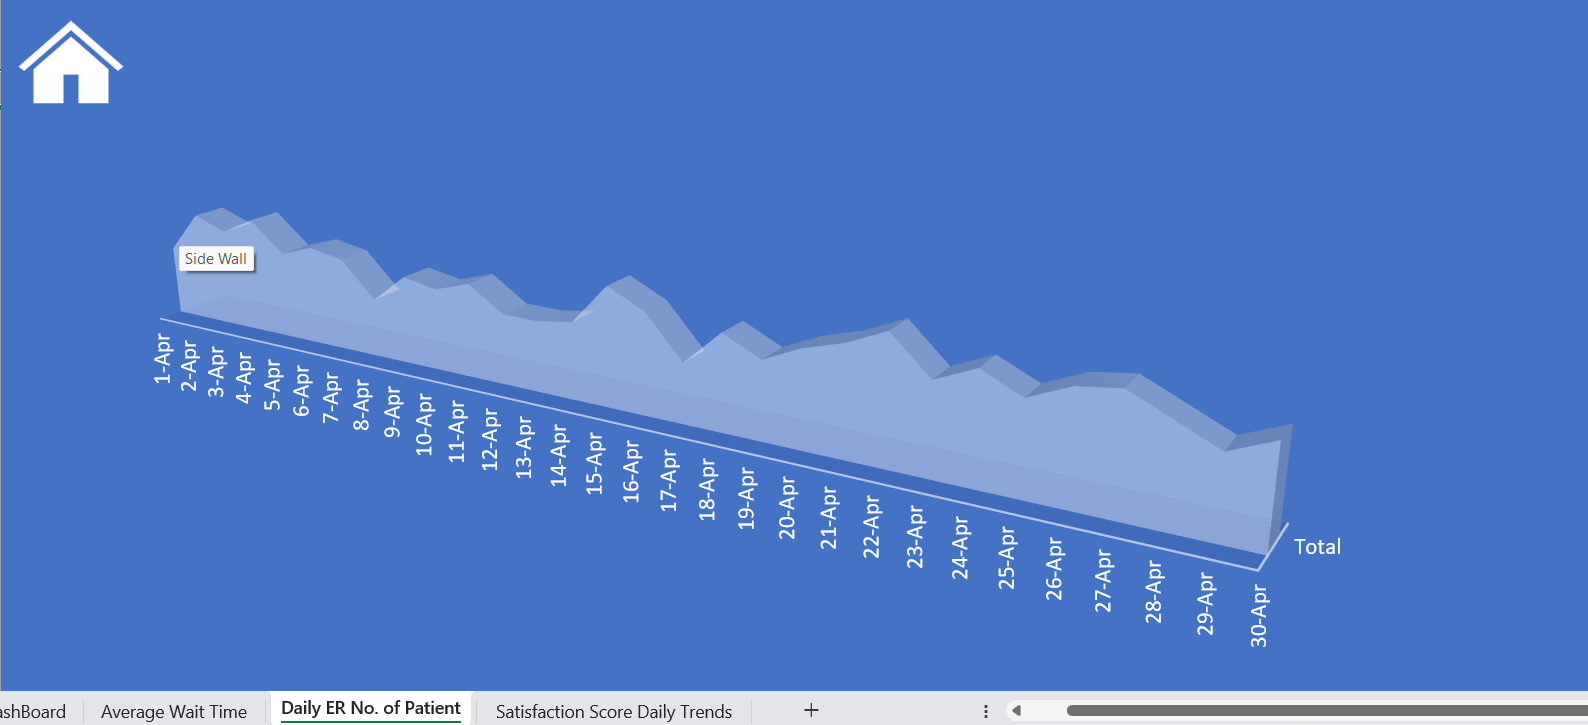 Side Wall
1-Apr
2-Apr
3-Apr
4-Apr
5-Apr
6-Apr
7-Apr
8-Apr
9-Apr
10-Apr
11-Apr
12-Apr
13-Apr
14-Apr
15-Apr
16-Apr
17-Apr
18-Apr
19-Apr
20-Apr
21-Apr
22-Apr
23-Apr
24-Apr
25-Apr
26-Apr
27-Apr
28-Apr
29-Apr
30-Apr
Total
ashBoard
Average Wait Time
Daily ER No. of Patient
Satisfaction Score Daily Trends